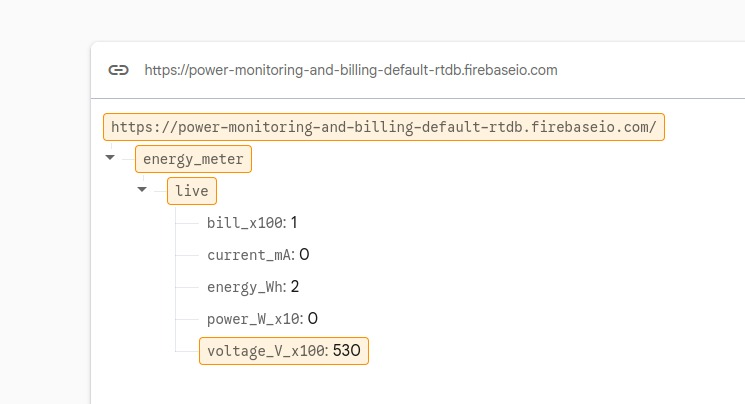 https://power-monitoring-and-billing-default-rtdb.firebaseio.com
https://power-monitoring-and-billing-default-rtdb.firebaseio.com/
energy_meter
live
bill_x100: 1
current_mA: 0
energy_Wh: 2
power_W_x10: 0
voltage_V_x100: 530